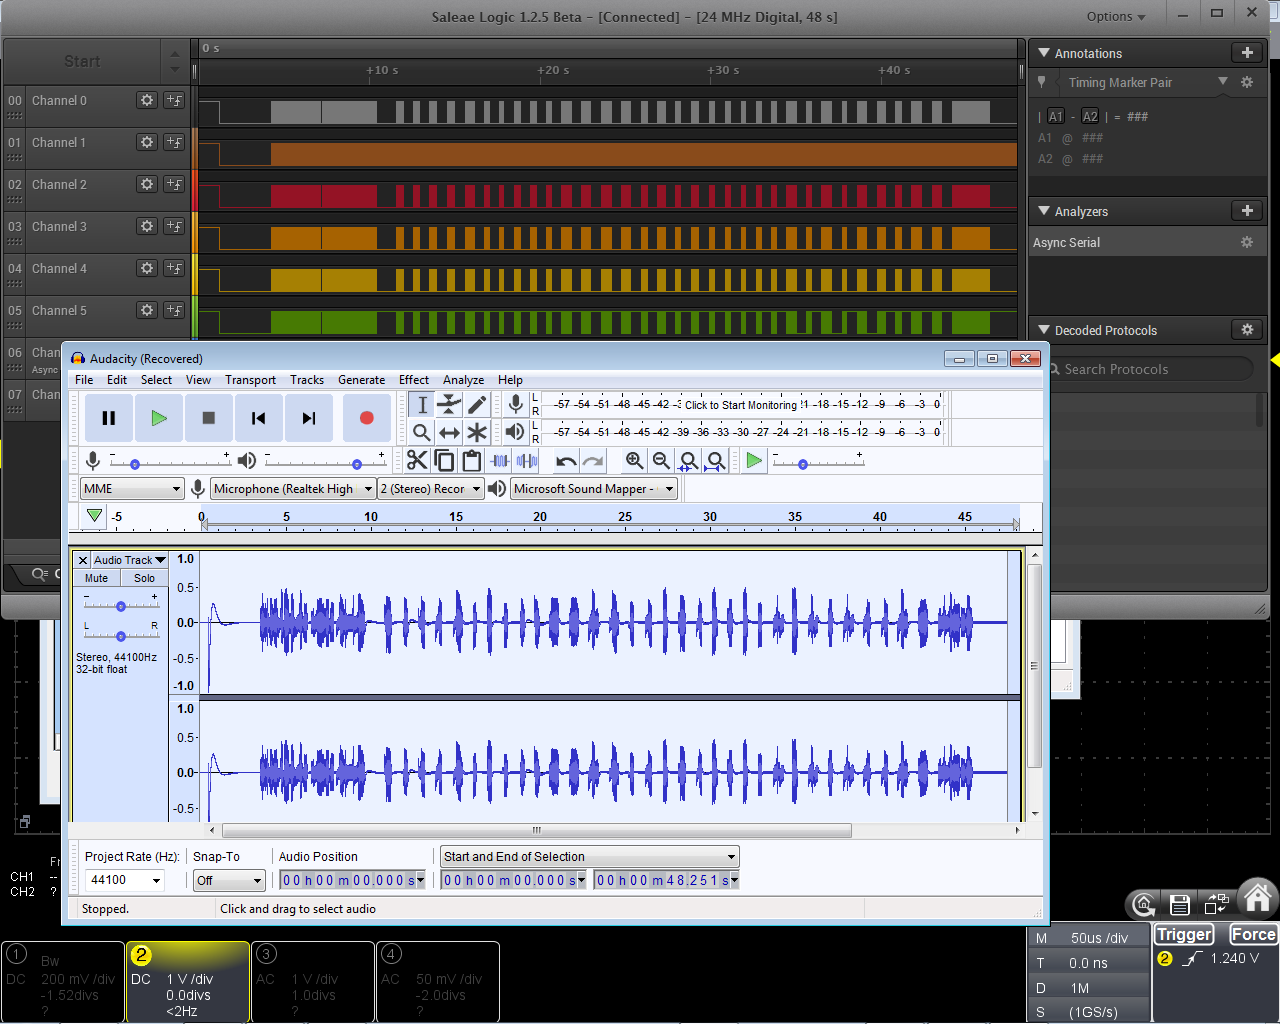 Saleae Logic 1.2.5 Beta - [Connected] - [24 MHz Digital, 48 s]
Options
Start
0 s
+10 s +20 s +30 s +40 s
00 Channel 0
01 Channel 1
02 Channel 2
03 Channel 3
04 Channel 4
05 Channel 5
06 Chan
Async
07 Chan
Annotations
Timing Marker Pair
| A1 - A2 | = ###
A1 @ ###
A2 @ ###
Analyzers
Async Serial
Decoded Protocols
Search Protocols
Audacity (Recovered)
File Edit Select View Transport Tracks Generate Effect Analyze Help
L
R
-57 -54 -51 -48 -45 -42 Click to Start Monitoring -18 -15 -12 -9 -6 -3 0
L
R
-57 -54 -51 -48 -45 -42 -39 -36 -33 -30 -27 -24 -21 -18 -15 -12 -9 -6 -3 0
- + - +
- +
MME Microphone (Realtek High 2 (Stereo) Recor Microsoft Sound Mapper -
-5 0 5 10 15 20 25 30 35 40 45
Audio Track
Mute Solo
- +
L R
Stereo, 44100Hz
32-bit float
1.0
0.5
0.0
-0.5
-1.0
1.0
0.5
0.0
-0.5
Project Rate (Hz): Snap-To Audio Position Start and End of Selection
44100 Off 00 h 00 m 00.000 s 00 h 00 m 00.000 s 00 h 00 m 48.251 s
Stopped. Click and drag to select audio
Fr
CH1 --
CH2 ?
1 Bw
DC 200 mV /div
-1.52divs
?
2
DC 1 V /div
0.0divs
<2Hz
3
AC 1 V /div
1.0divs
?
4
AC 50 mV /div
-2.0divs
?
M 50us /div
T 0.0 ns
D 1M
S (1GS/s)
Trigger Force
2 1.240 V